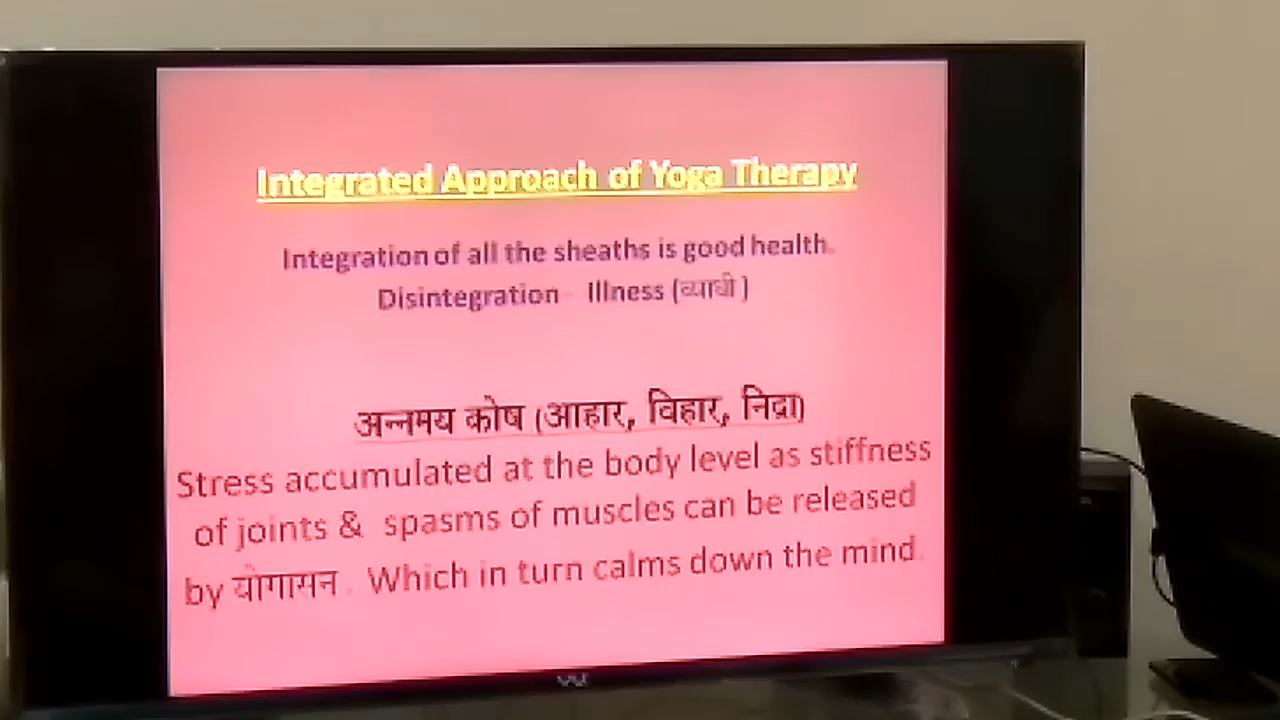 Integrated Approach of Yoga Therapy
Integration of all the sheaths is good health.
Disintegration - Illness (व्याधी )
अन्नमय कोष (आहार, विहार, निद्रा)
Stress accumulated at the body level as stiffness
of joints & spasms of muscles can be released
by योगासन . Which in turn calms down the mind.